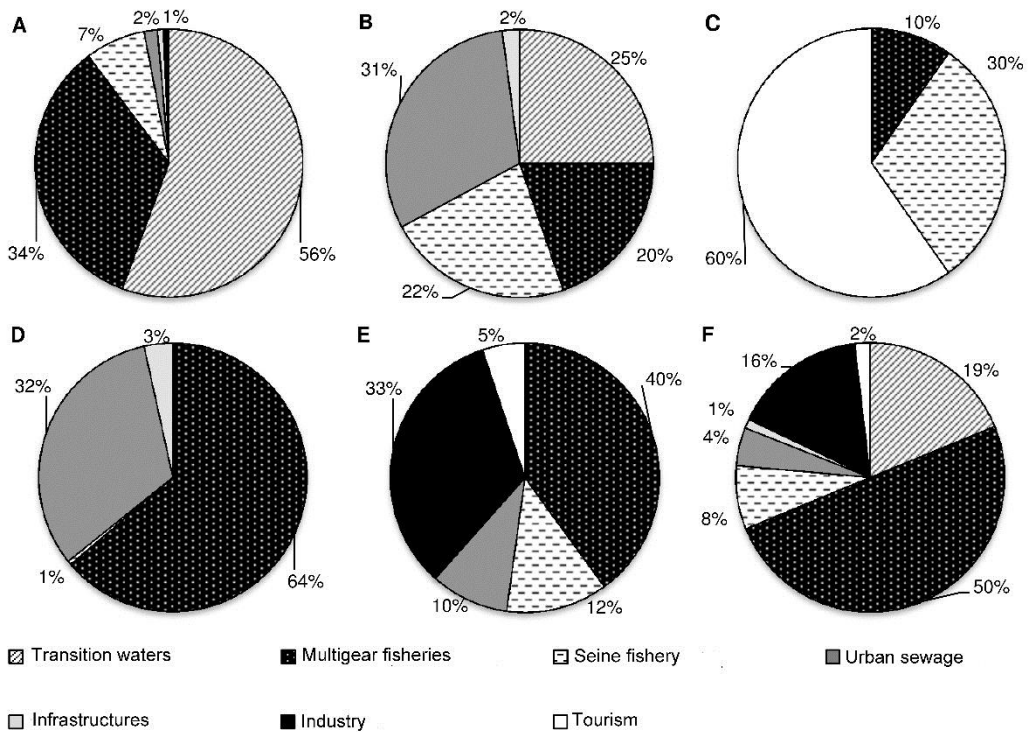 A
2%
1%
7%
34%
56%
B
2%
31%
25%
22%
20%
C
10%
30%
60%
D
3%
32%
1%
64%
E
5%
33%
40%
10%
12%
F
2%
16%
19%
1%
4%
8%
50%
Transition waters
Multigear fisheries
Seine fishery
Urban sewage
Infrastructures
Industry
Tourism